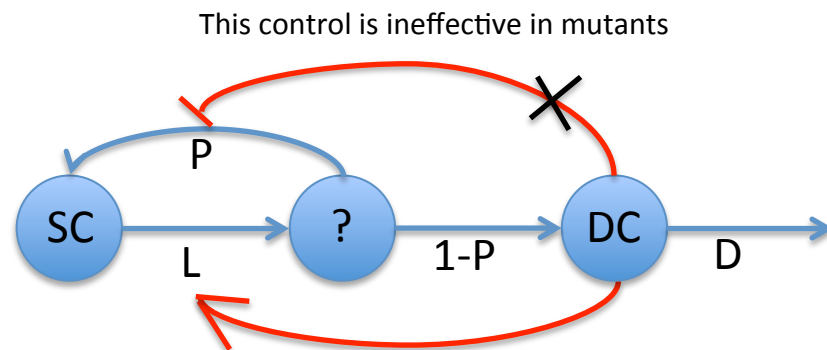 This control is ineffective in mutants
P
SC
?
DC
L
1-P
D